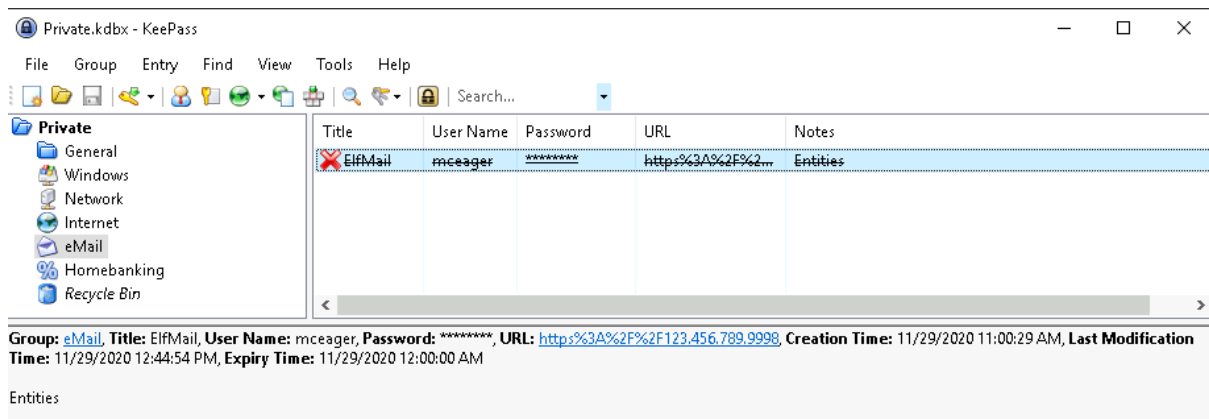 Private.kdbx - KeePass
File Group Entry Find View Tools Help
Search...
Private
General
Windows
Network
Internet
eMail
Homebanking
Recycle Bin
Title User Name Password URL Notes
ElfMail mceager ******** https%3A%2F%2... Entities
Group: eMail, Title: ElfMail, User Name: mceager, Password: ********, URL: https%3A%2F%2F123.456.789.9998, Creation Time: 11/29/2020 11:00:29 AM, Last Modification
Time: 11/29/2020 12:44:54 PM, Expiry Time: 11/29/2020 12:00:00 AM
Entities